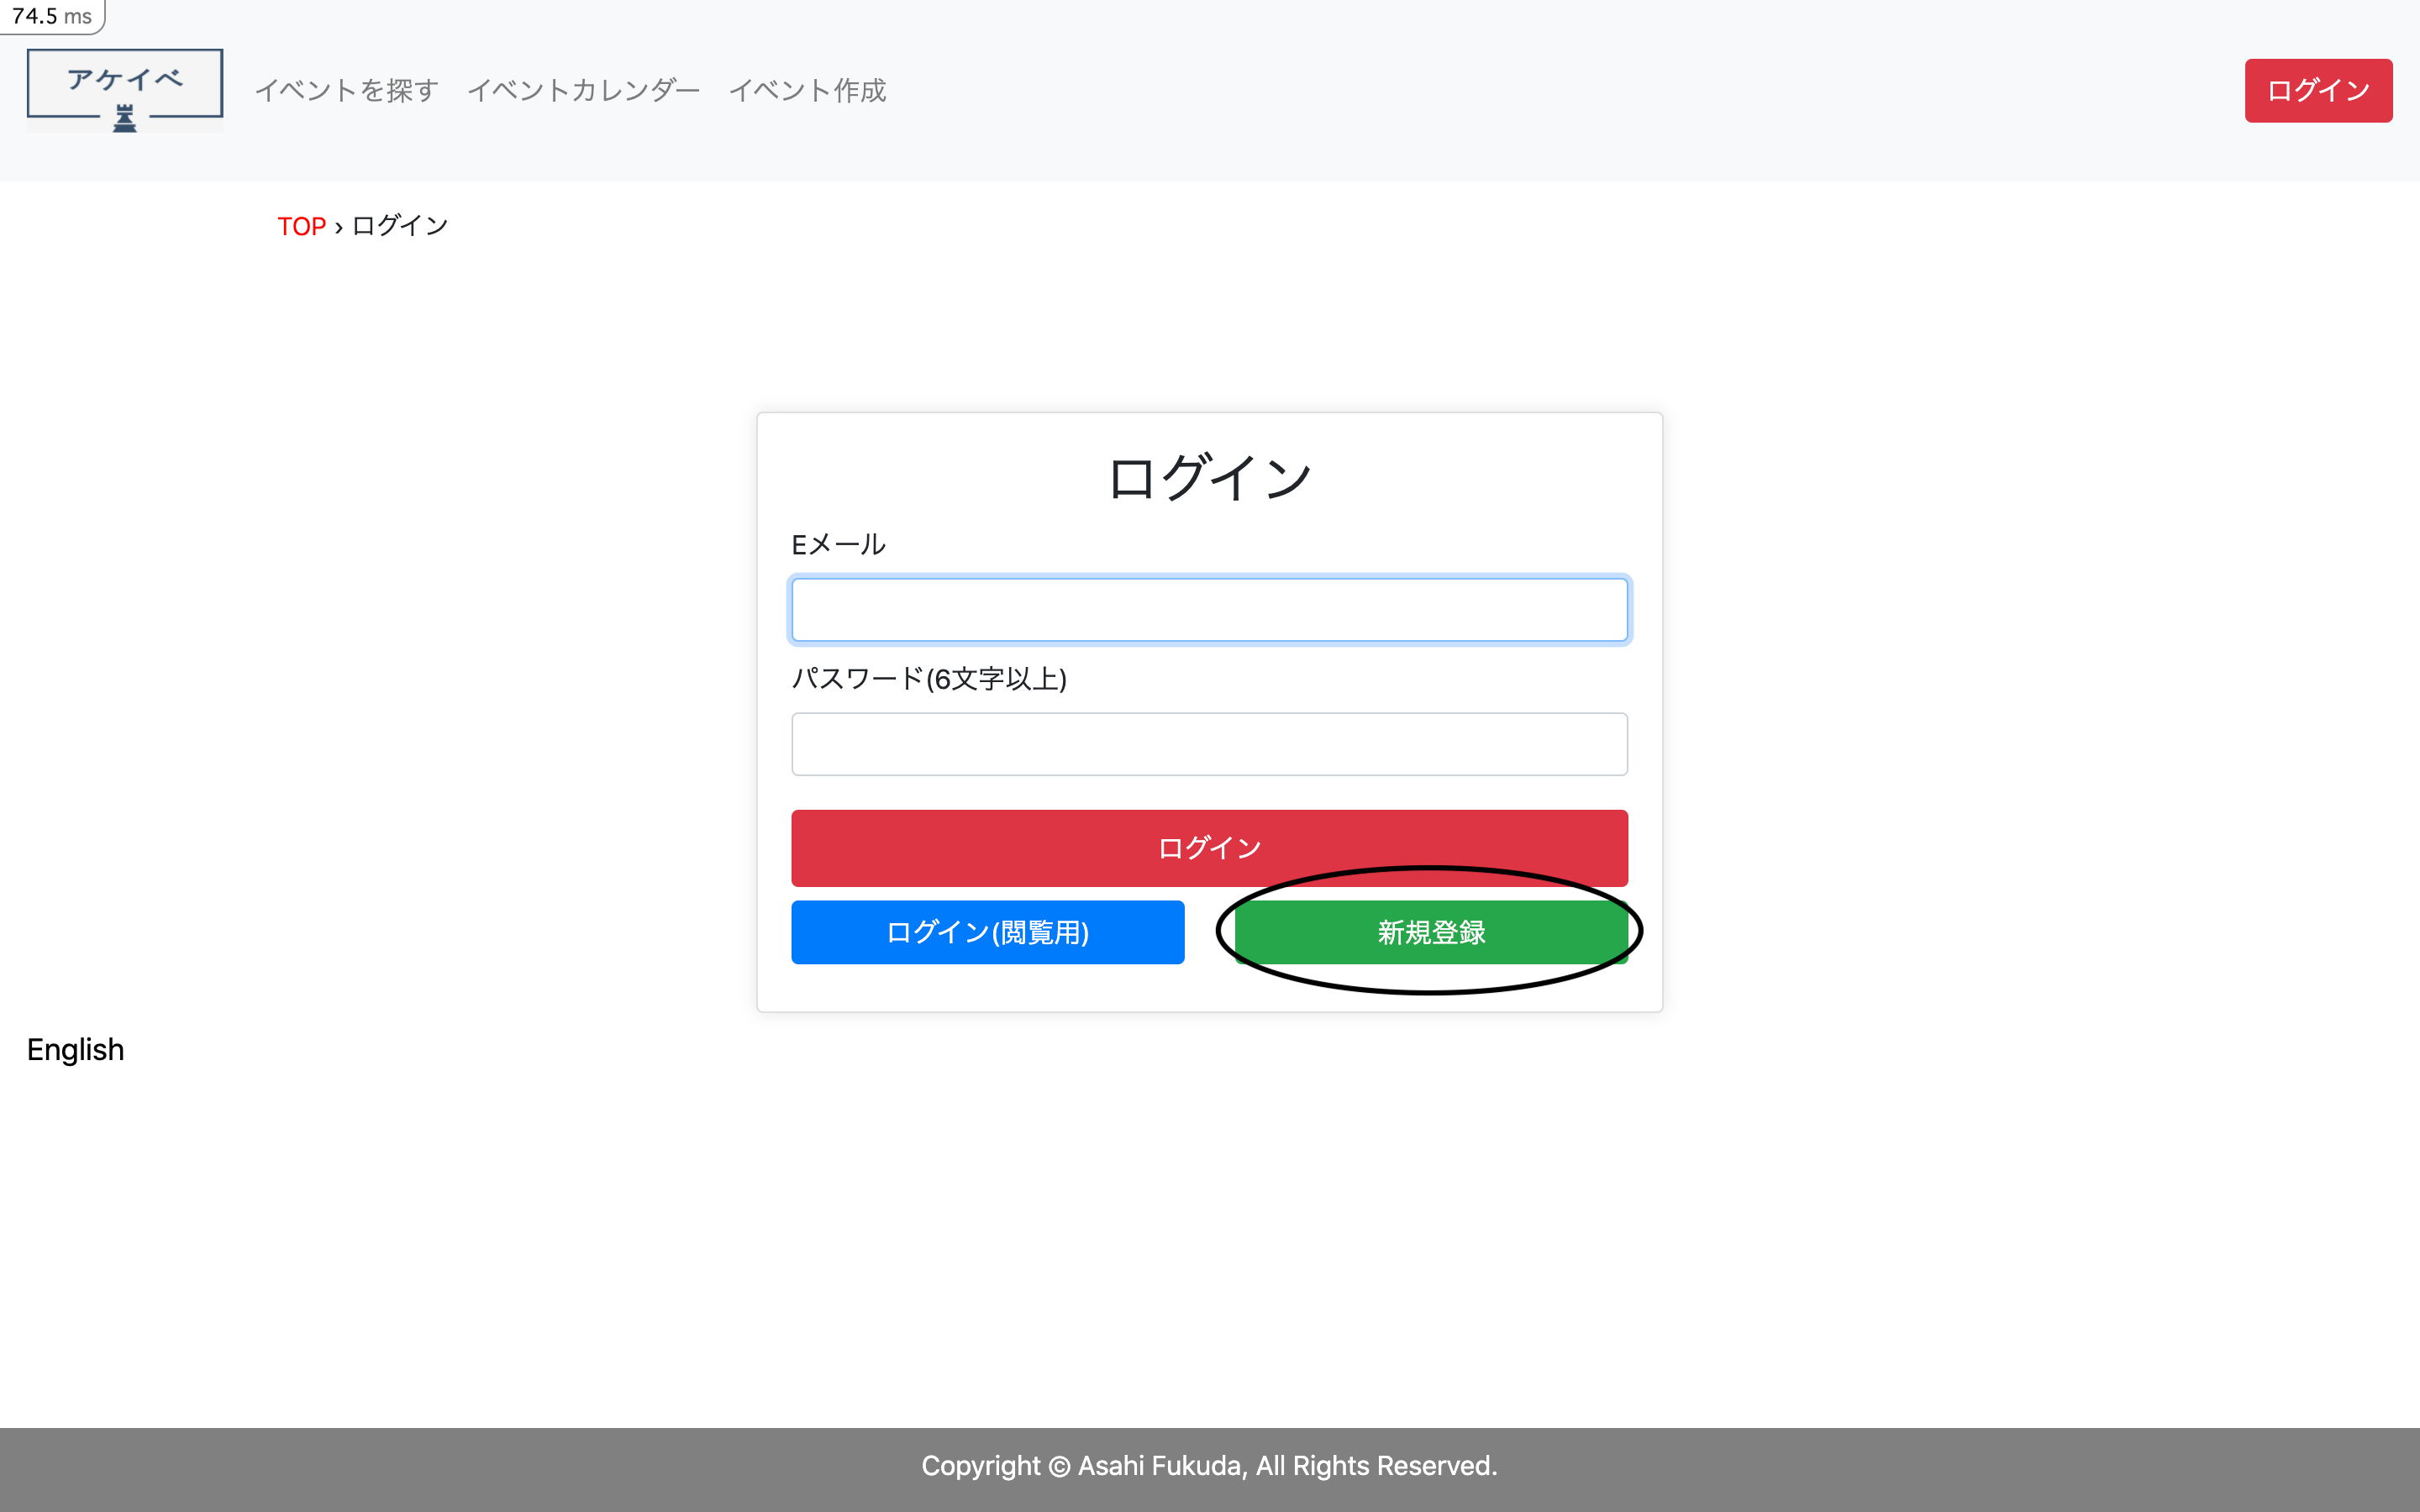 74.5 ms
アケイベ
イベントを探す イベントカレンダー イベント作成
ログイン
TOP › ログイン
ログイン
Eメール
パスワード(6文字以上)
ログイン
ログイン(閲覧用) 新規登録
English
Copyright © Asahi Fukuda, All Rights Reserved.